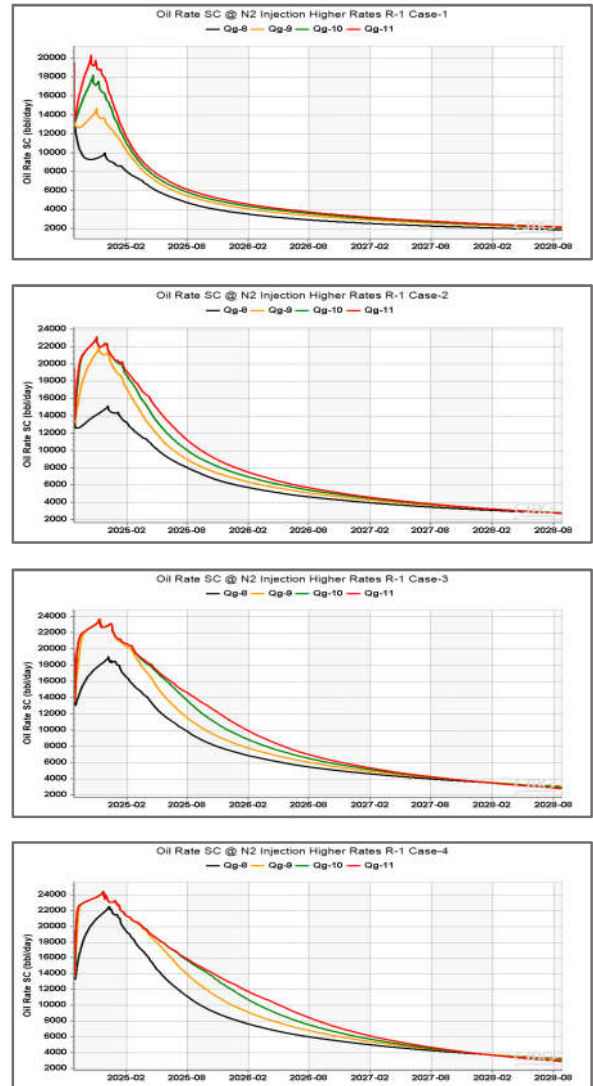 Oil Rate SC @ N2 Injection Higher Rates R-1 Case-1
Qg-8 Qg-9 Qg-10 Qg-11
Oil Rate SC (bbl/day)
20000
18000
16000
14000
12000
10000
8000
6000
4000
2000
2025-02 2025-08 2026-02 2026-08 2027-02 2027-08 2028-02 2028-08
Oil Rate SC @ N2 Injection Higher Rates R-1 Case-2
Qg-8 Qg-9 Qg-10 Qg-11
Oil Rate SC (bbl/day)
24000
22000
20000
18000
16000
14000
12000
10000
8000
6000
4000
2000
2025-02 2025-08 2026-02 2026-08 2027-02 2027-08 2028-02 2028-08
Oil Rate SC @ N2 Injection Higher Rates R-1 Case-3
Qg-8 Qg-9 Qg-10 Qg-11
Oil Rate SC (bbl/day)
24000
22000
20000
18000
16000
14000
12000
10000
8000
6000
4000
2000
2025-02 2025-08 2026-02 2026-08 2027-02 2027-08 2028-02 2028-08
Oil Rate SC @ N2 Injection Higher Rates R-1 Case-4
Qg-8 Qg-9 Qg-10 Qg-11
Oil Rate SC (bbl/day)
24000
22000
20000
18000
16000
14000
12000
10000
8000
6000
4000
2000
2025-02 2025-08 2026-02 2026-08 2027-02 2027-08 2028-02 2028-08